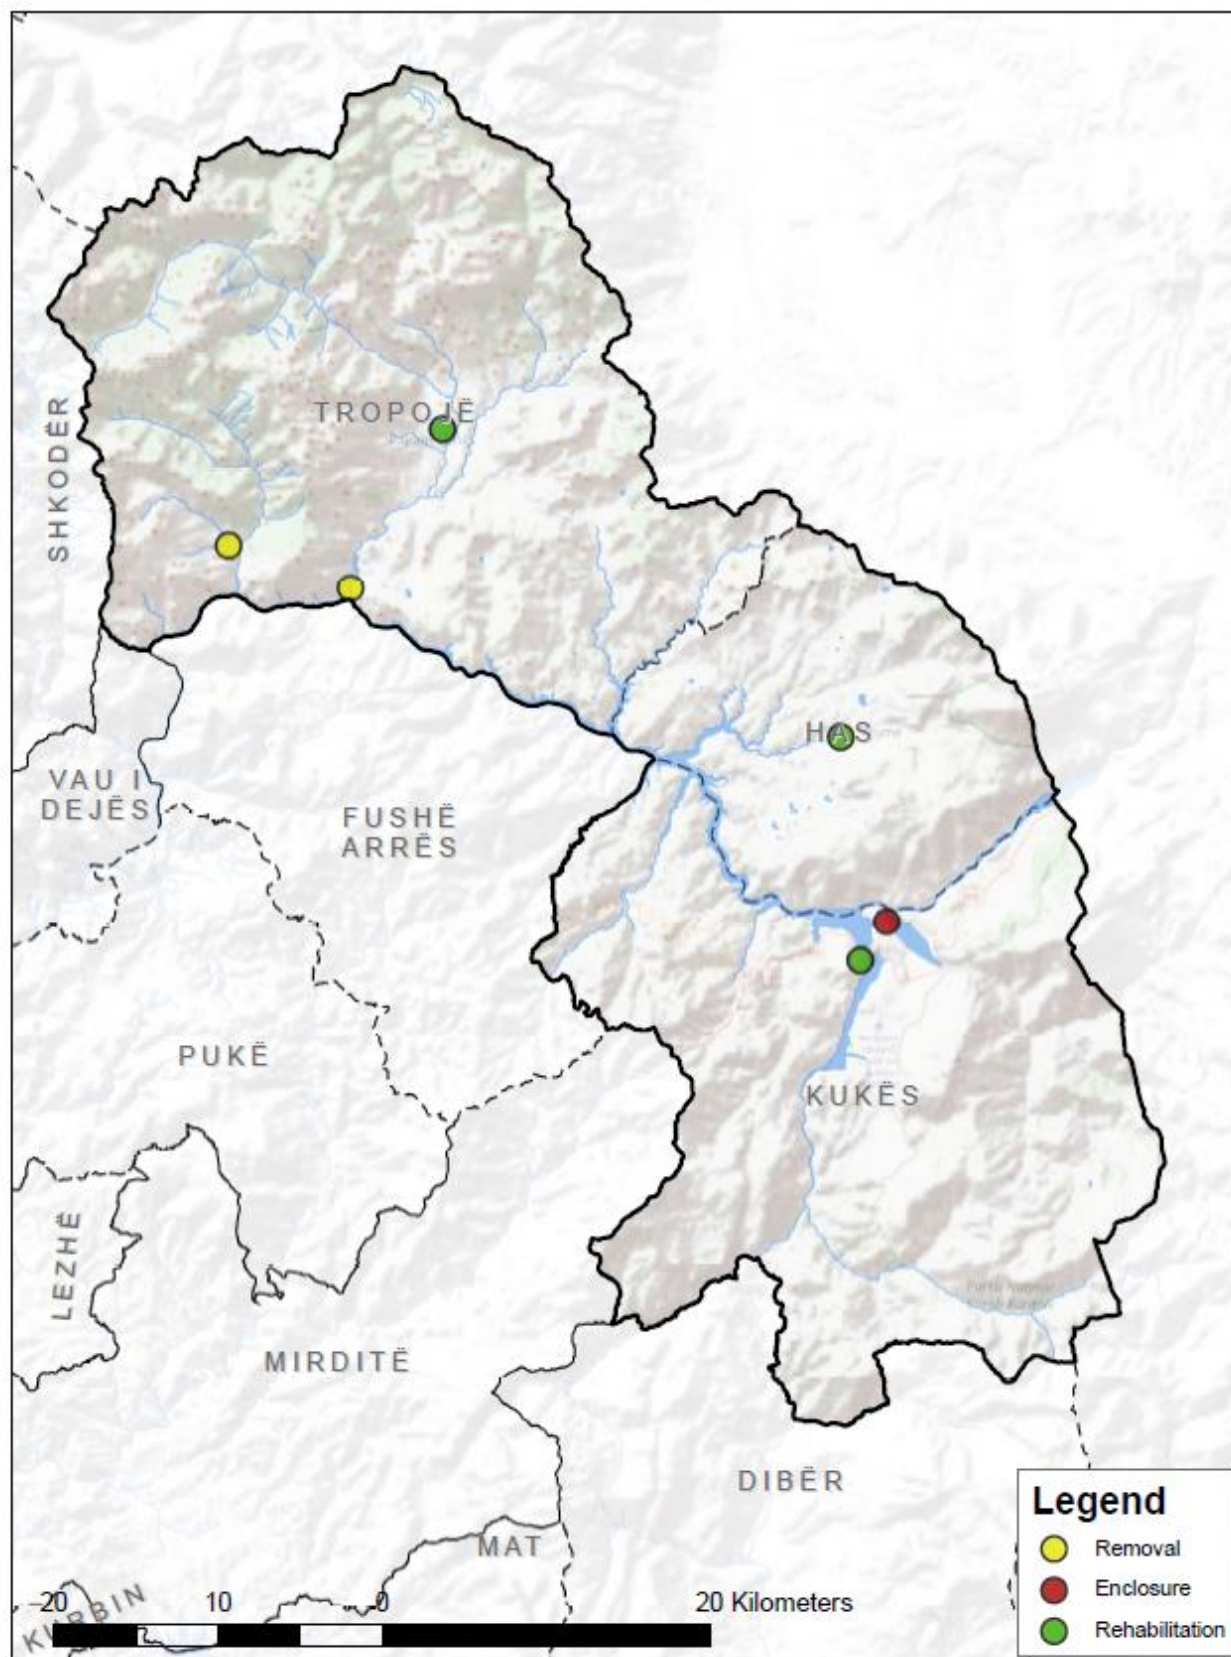 TROPOJË
SHKODËR
HAS
VAU I
DEJËS
FUSHË
ARRËS
PUKË
KUKËS
LEZHË
MIRDITË
DIBËR
MAT
KURBIN
20 10 0 20 Kilometers
Legend
Removal
Enclosure
Rehabilitation